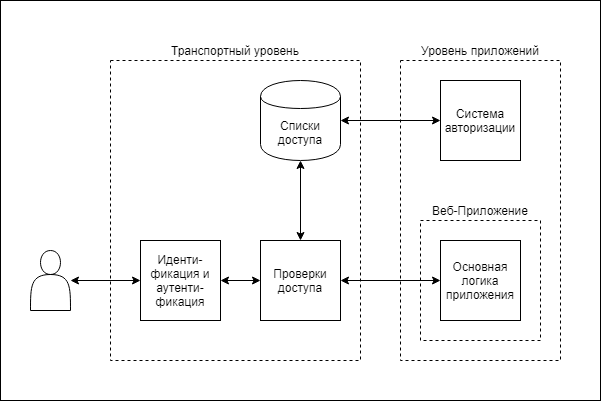 Транспортный уровень
Уровень приложений
Списки
доступа
Система
авторизации
Веб-Приложение
Иденти-
фикация и
аутенти-
фикация
Проверки
доступа
Основная
логика
приложения